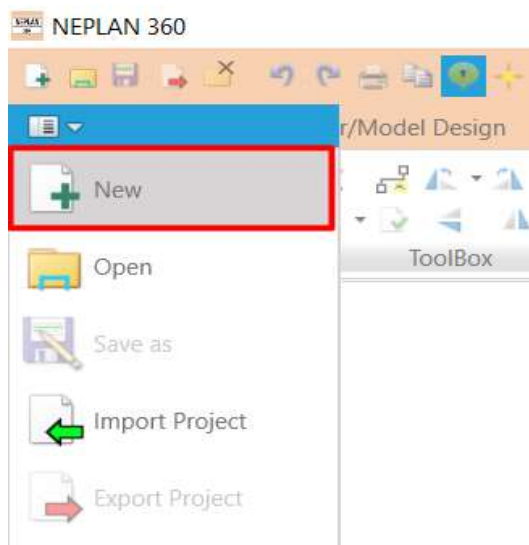 NEPLAN 360
r/Model Design
New
Open
ToolBox
Save as
Import Project
Export Project